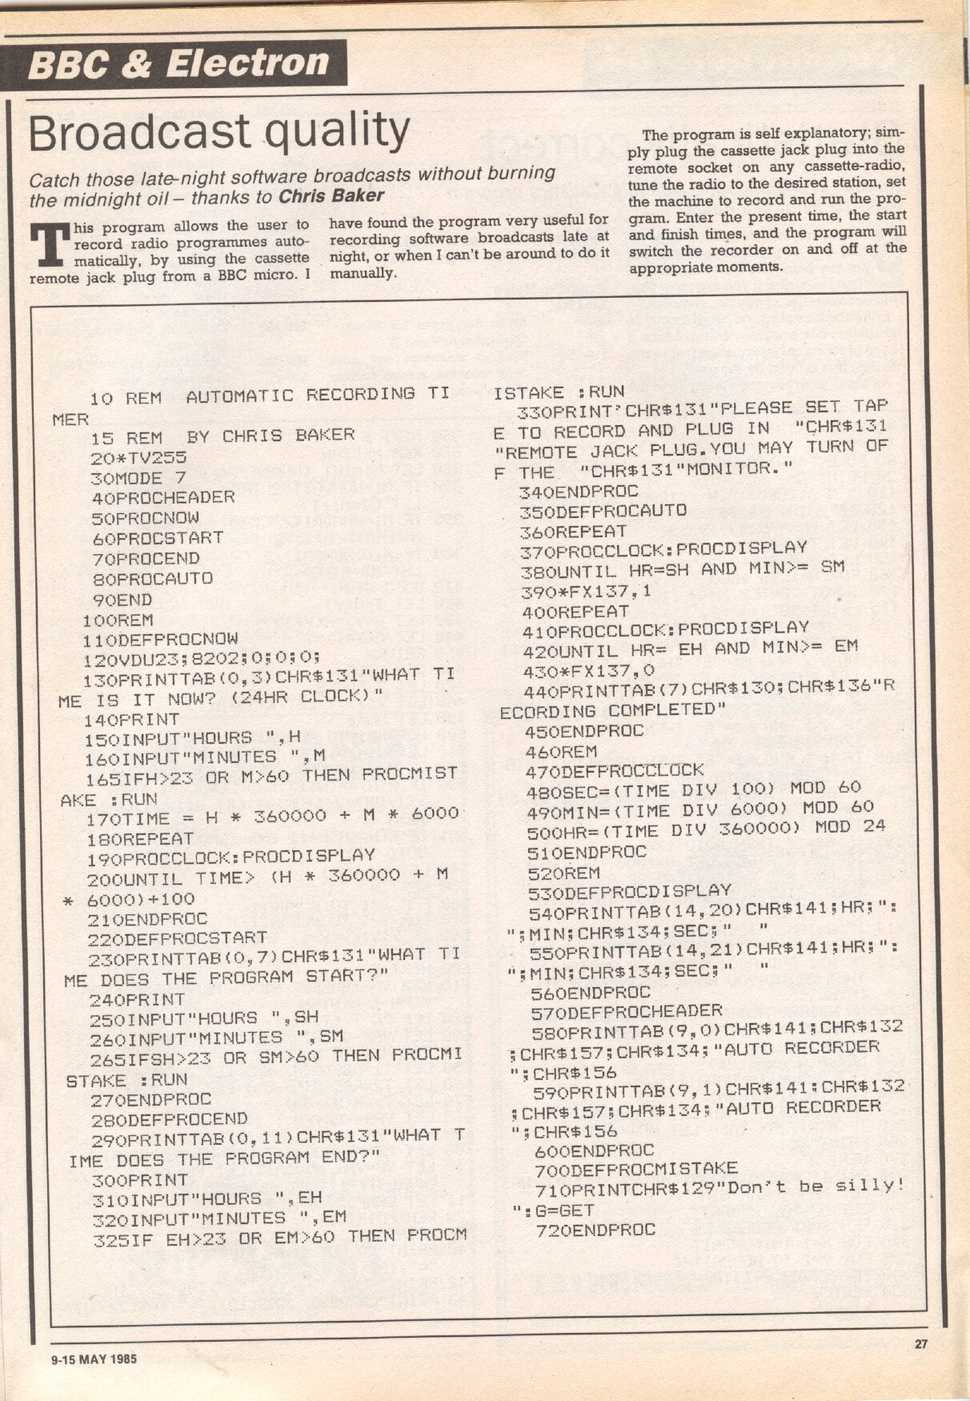 BBC & Electron
Broadcast quality
Catch those late-night software broadcasts without burning
the midnight oil – thanks to Chris Baker
This program allows the user to
record radio programmes auto-
matically, by using the cassette
remote jack plug from a BBC micro. I
have found the program very useful for
recording software broadcasts late at
night, or when I can't be around to do it
manually.
The program is self explanatory; sim-
ply plug the cassette jack plug into the
remote socket on any cassette-radio,
tune the radio to the desired station, set
the machine to record and run the pro-
gram. Enter the present time, the start
and finish times, and the program will
switch the recorder on and off at the
appropriate moments.
10 REM  AUTOMATIC RECORDING TI
MER
15 REM  BY CHRIS BAKER
20*TV255
30MODE 7
40PROCHEADER
50PROCNOW
60PROCSTART
70PROCEND
80PROCAUTO
90END
100REM
110DEFPROCNOW
120VDU23;8202;0;0;0;
130PRINTTAB(0,3)CHR$131"WHAT TI
ME IS IT NOW? (24HR CLOCK)"
140PRINT
150INPUT"HOURS ",H
160INPUT"MINUTES ",M
165IFH>23 OR M>60 THEN PROCMIST
AKE :RUN
170TIME = H * 360000 + M * 6000
180REPEAT
190PROCCLOCK:PROCDISPLAY
200UNTIL TIME> (H * 360000 + M
* 6000)+100
210ENDPROC
220DEFPROCSTART
230PRINTTAB(0,7)CHR$131"WHAT TI
ME DOES THE PROGRAM START?"
240PRINT
250INPUT"HOURS ",SH
260INPUT"MINUTES ",SM
265IFSH>23 OR SM>60 THEN PROCMI
STAKE :RUN
270ENDPROC
280DEFPROCEND
290PRINTTAB(0,11)CHR$131"WHAT T
IME DOES THE PROGRAM END?"
300PRINT
310INPUT"HOURS ",EH
320INPUT"MINUTES ",EM
325IF EH>23 OR EM>60 THEN PROCM
ISTAKE :RUN
330PRINT'CHR$131"PLEASE SET TAP
E TO RECORD AND PLUG IN  "CHR$131
"REMOTE JACK PLUG.YOU MAY TURN OF
F THE  "CHR$131"MONITOR."
340ENDPROC
350DEFPROCAUTO
360REPEAT
370PROCCLOCK:PROCDISPLAY
380UNTIL HR=SH AND MIN>= SM
390*FX137,1
400REPEAT
410PROCCLOCK:PROCDISPLAY
420UNTIL HR= EH AND MIN>= EM
430*FX137,0
440PRINTTAB(7)CHR$130;CHR$136"R
ECORDING COMPLETED"
450ENDPROC
460REM
470DEFPROCCLOCK
480SEC=(TIME DIV 100) MOD 60
490MIN=(TIME DIV 6000) MOD 60
500HR=(TIME DIV 360000) MOD 24
510ENDPROC
520REM
530DEFPROCDISPLAY
540PRINTTAB(14,20)CHR$141;HR;":
";MIN;CHR$134;SEC;"  "
550PRINTTAB(14,21)CHR$141;HR;":
";MIN;CHR$134;SEC;"  "
560ENDPROC
570DEFPROCHEADER
580PRINTTAB(9,0)CHR$141;CHR$132
;CHR$157;CHR$134;"AUTO RECORDER
";CHR$156
590PRINTTAB(9,1)CHR$141:CHR$132
;CHR$157;CHR$134;"AUTO RECORDER
";CHR$156
600ENDPROC
700DEFPROCMISTAKE
710PRINTCHR$129"Don't be silly!
":G=GET
720ENDPROC
9-15 MAY 1985
27